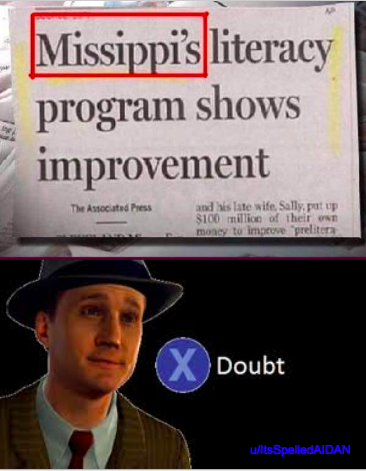 AP
Missippi's literacy
program shows
improvement
The Associated Press
and his late wife, Sally, put up
$100 million of their own
money to improve "prelitera-
X Doubt
u/ItsSpelledAIDAN